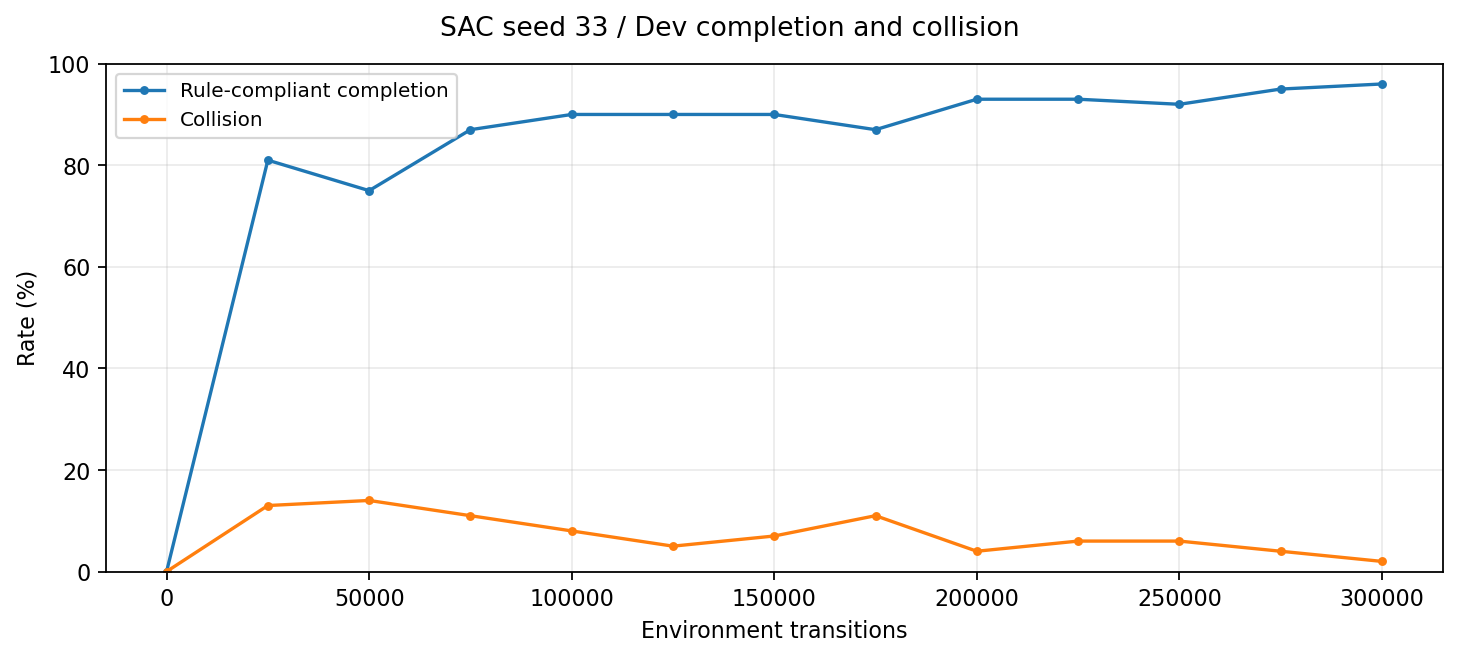 SAC seed 33 / Dev completion and collision
Rule-compliant completion
Collision
Rate (%)
100
80
60
40
20
0
0 50000 100000 150000 200000 250000 300000
Environment transitions